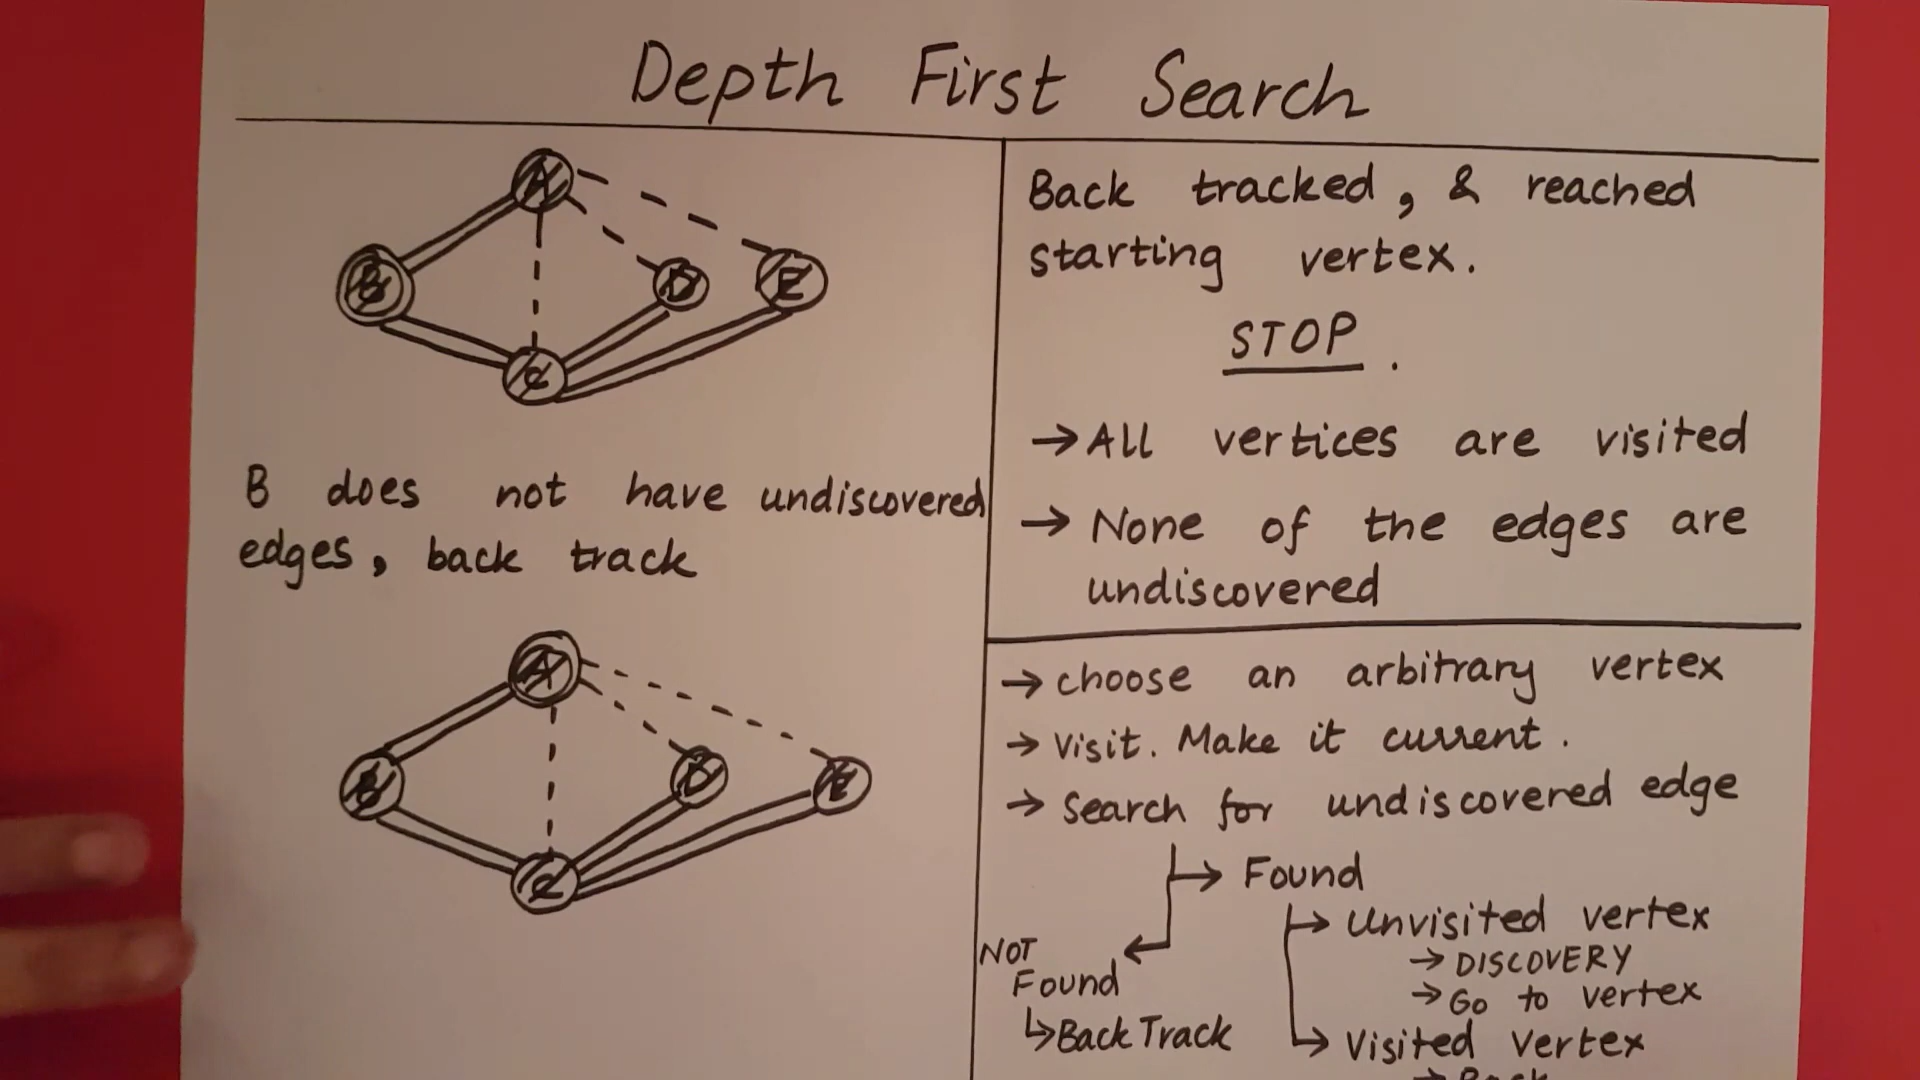 Depth First Search
A
B
D
E
C
B does not have undiscovered
edges, back track
A
B
D
E
C
Back tracked, & reached
starting vertex.
STOP.
→ All vertices are visited
→ None of the edges are
undiscovered
→ choose an arbitrary vertex
→ Visit. Make it current.
→ Search for undiscovered edge
→ Found
→ Unvisited vertex
→ DISCOVERY
→ Go to vertex
→ Visited vertex
→ Back
NOT
Found
↳ Back Track